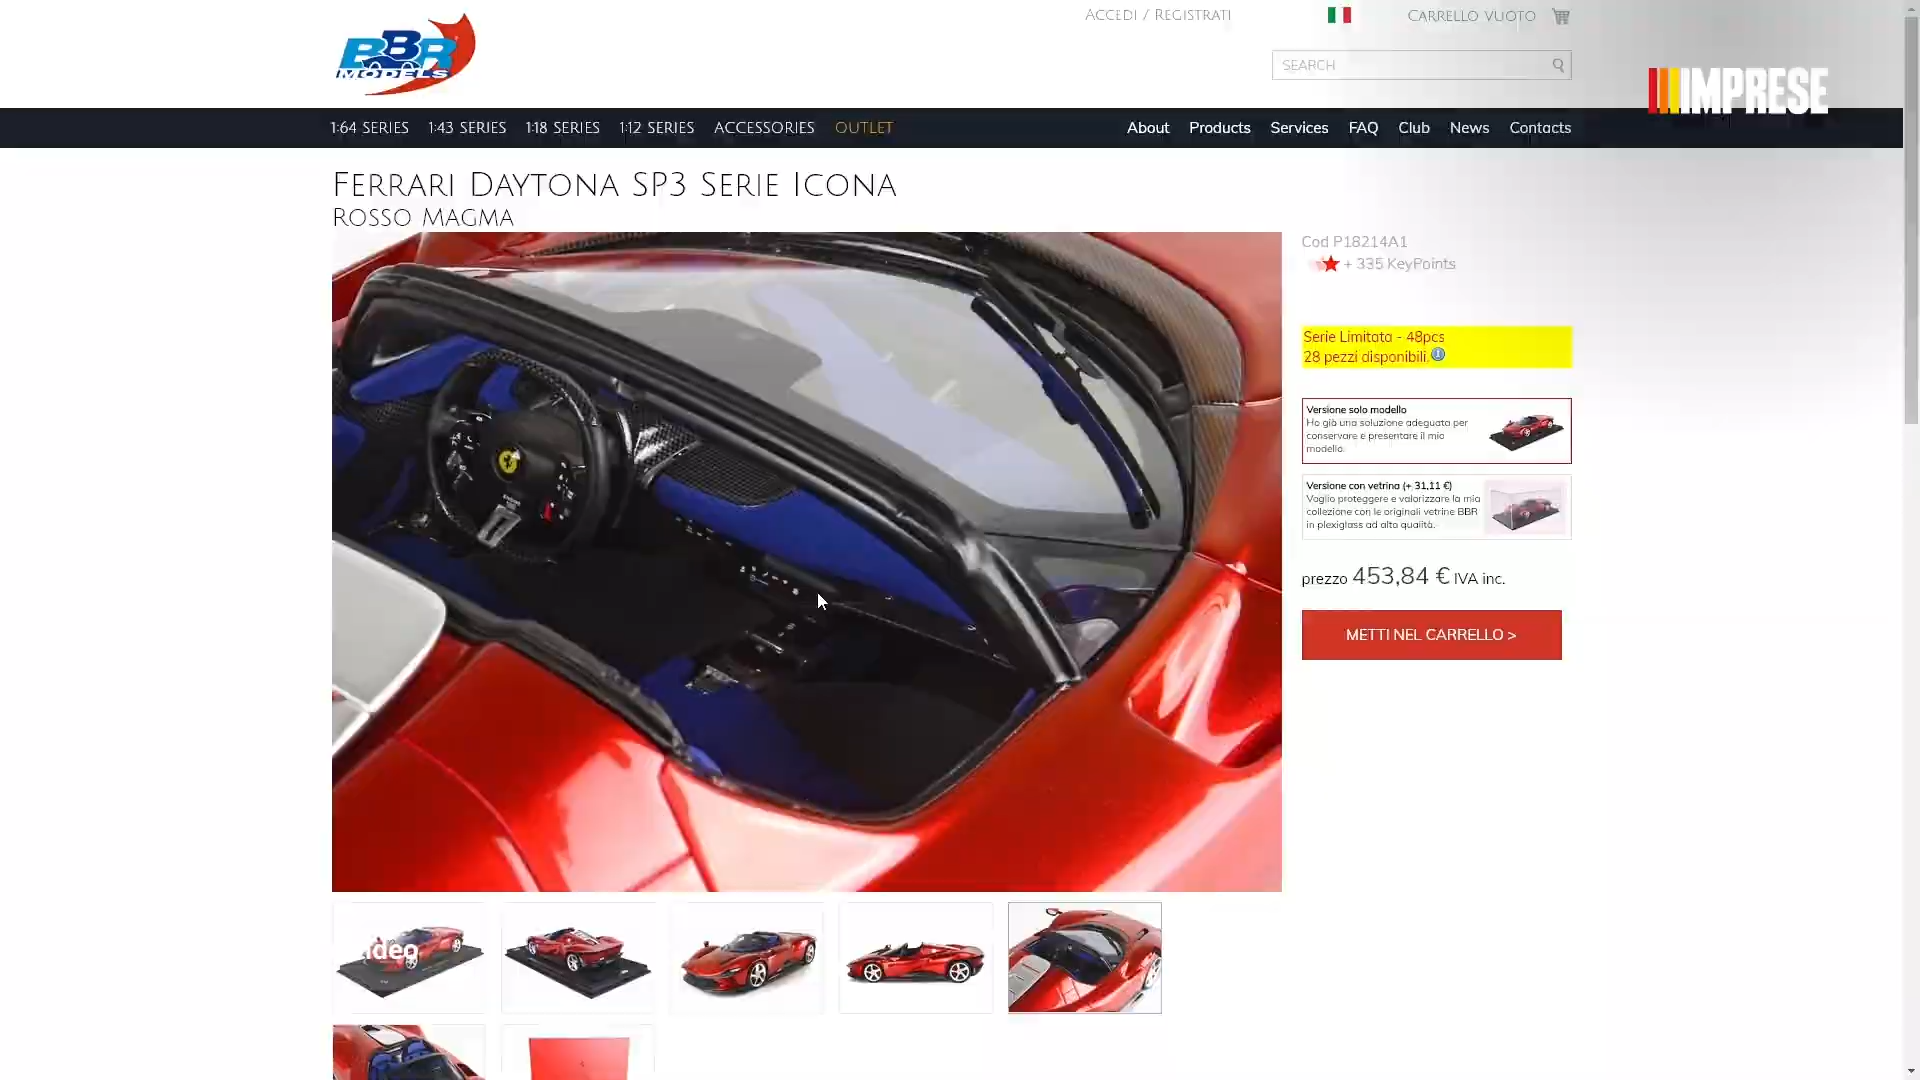 BBR
MODELS
ACCEDI / REGISTRATI
CARRELLO VUOTO
SEARCH
IMPRESE
1:64 SERIES 1:43 SERIES 1:18 SERIES 1:12 SERIES ACCESSORIES OUTLET
About Products Services FAQ Club News Contacts
FERRARI DAYTONA SP3 SERIE ICONA
ROSSO MAGMA
Cod P18214A1
+ 335 KeyPoints
Serie Limitata - 48pcs
28 pezzi disponibili.
Versione solo modello
Ho già una soluzione adeguata per
conservare e presentare il mio
modello.
Versione con vetrina (+ 31,11 €)
Voglio proteggere e valorizzare la mia
collezione con le originali vetrine BBR
in plexiglass ad alta qualità.
prezzo 453,84 € IVA inc.
METTI NEL CARRELLO >